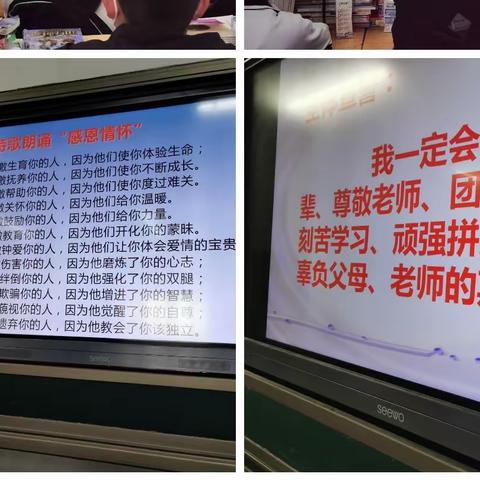 诗歌朗诵“感恩情怀”
激生育你的人，因为他们使你体验生命；
激抚养你的人，因为他们使你不断成长。
激帮助你的人，因为他们使你度过难关。
激关怀你的人，因为他们给你温暖。
激鼓励你的人，因为他们给你力量。
激教育你的人，因为他们开化你的蒙昧。
激钟爱你的人，因为他们让你体会爱情的宝贵
伤害你的人，因为他磨炼了你的心志；
绊倒你的人，因为他强化了你的双腿；
欺骗你的人，因为他增进了你的智慧；
藐视你的人，因为他觉醒了你的自尊；
遗弃你的人，因为他教会了你该独立。
seewo
我一定会
辈、尊敬老师、团
刻苦学习、顽强拼
辜负父母、老师的
seewo